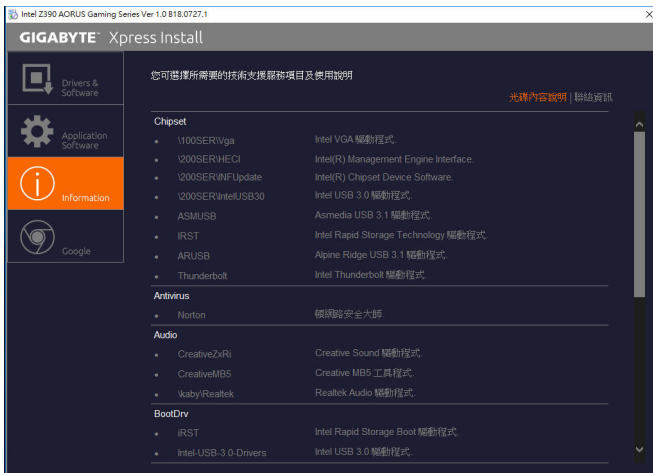 Intel Z390 AORUS Gaming Series Ver 1.0 B18.0727.1
GIGABYTE™ Xpress Install
Drivers &
Software
Application
Software
Information
Google
您可選擇所需要的技術支援服務項目及使用說明
光碟內容說明 | 聯絡資訊
Chipset
\100SER\Vga Intel VGA 驅動程式.
\200SER\HECI Intel(R) Management Engine Interface.
\200SER\INFUpdate Intel(R) Chipset Device Software.
\200SER\IntelUSB30 Intel USB 3.0 驅動程式.
ASMUSB Asmedia USB 3.1 驅動程式.
IRST Intel Rapid Storage Technology 驅動程式.
ARUSB Alpine Ridge USB 3.1 驅動程式.
Thunderbolt Intel Thunderbolt 驅動程式.
Antivirus
Norton 網路安全大師.
Audio
CreativeZxRi Creative Sound 驅動程式.
CreativeMB5 Creative MB5 工具程式.
\kaby\Realtek Realtek Audio 驅動程式.
BootDrv
iRST Intel Rapid Storage Boot 驅動程式.
Intel-USB-3.0-Drivers Intel USB 3.0 驅動程式.